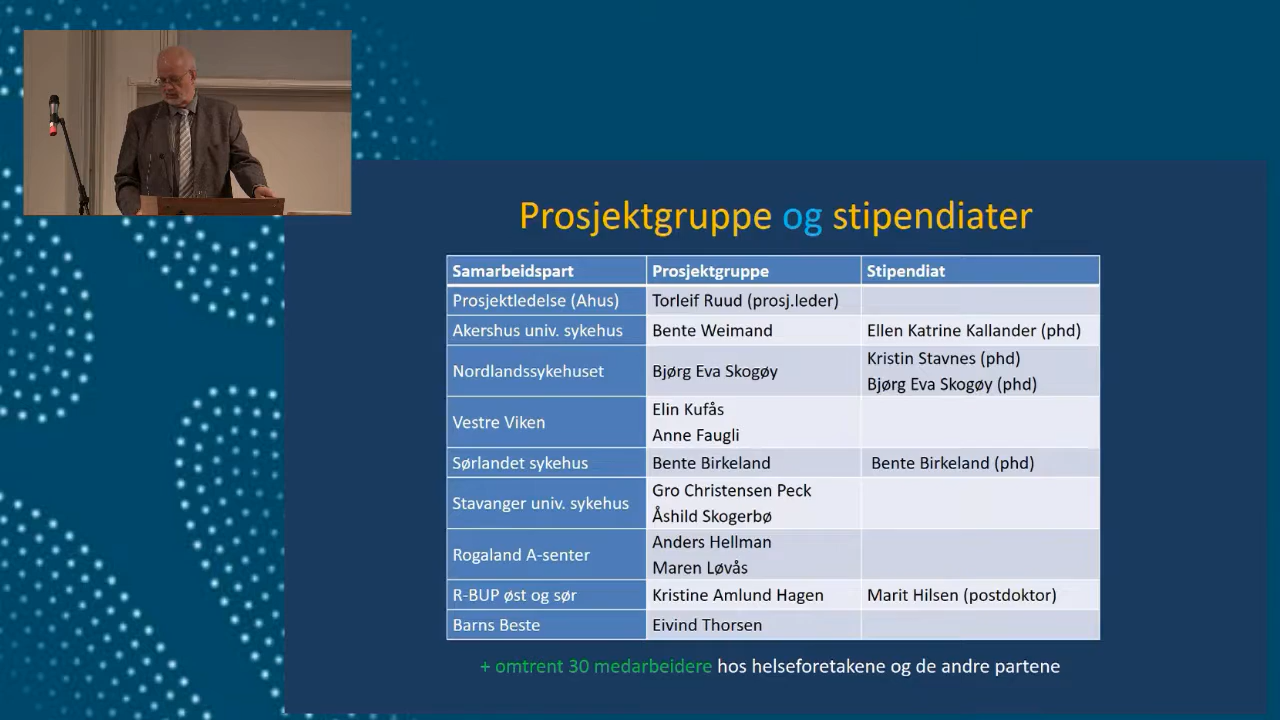 Prosjektgruppe og stipendiater
Samarbeidspart Prosjektgruppe Stipendiat
Prosjektledelse (Ahus) Torleif Ruud (prosj.leder)
Akershus univ. sykehus Bente Weimand Ellen Katrine Kallander (phd)
Nordlandssykehuset Bjørg Eva Skogøy Kristin Stavnes (phd)
Bjørg Eva Skogøy (phd)
Vestre Viken Elin Kufås
Anne Faugli
Sørlandet sykehus Bente Birkeland Bente Birkeland (phd)
Stavanger univ. sykehus Gro Christensen Peck
Åshild Skogerbø
Rogaland A-senter Anders Hellman
Maren Løvås
R-BUP øst og sør Kristine Amlund Hagen Marit Hilsen (postdoktor)
Barns Beste Eivind Thorsen
+ omtrent 30 medarbeidere hos helseforetakene og de andre partene